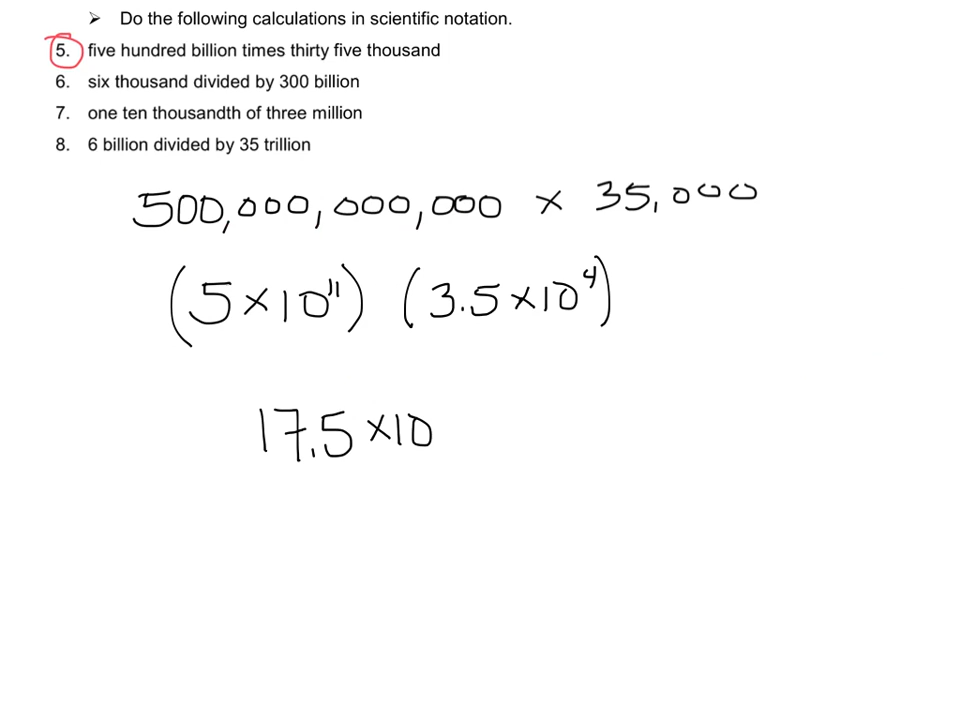 ➢ Do the following calculations in scientific notation.
5. five hundred billion times thirty five thousand
6. six thousand divided by 300 billion
7. one ten thousandth of three million
8. 6 billion divided by 35 trillion
500,000,000,000 × 35,000
(5×10¹¹) (3.5×10⁴)
17.5×10